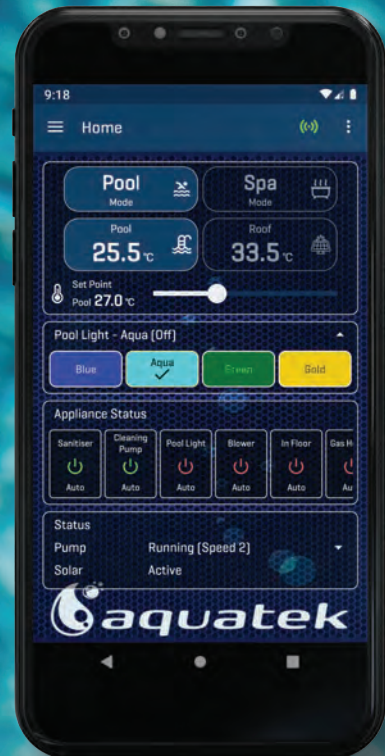 9:18
Home
Pool
Mode
Spa
Mode
Pool
25.5 °C
Roof
33.5 °C
Set Point
Pool 27.0 °C
Pool Light - Aqua (Off)
Blue
Aqua
Green
Gold
Appliance Status
Sanitiser
Auto
Cleaning
Pump
Auto
Pool Light
Auto
Blower
Auto
In Floor
Auto
Gas H
Au
Status
Pump Running (Speed 2)
Solar Active
aquatek